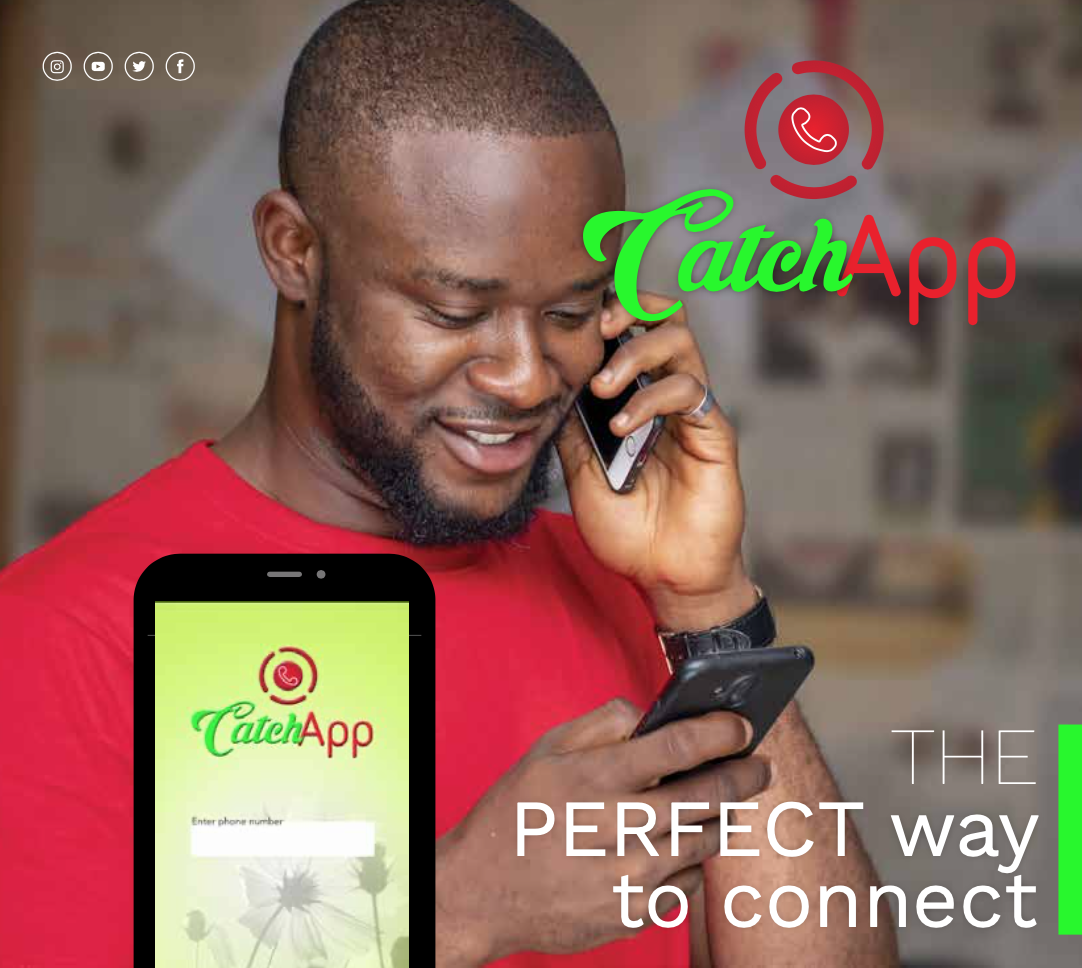 CatchApp
CatchApp
Enter phone number
THE
PERFECT way
to connect